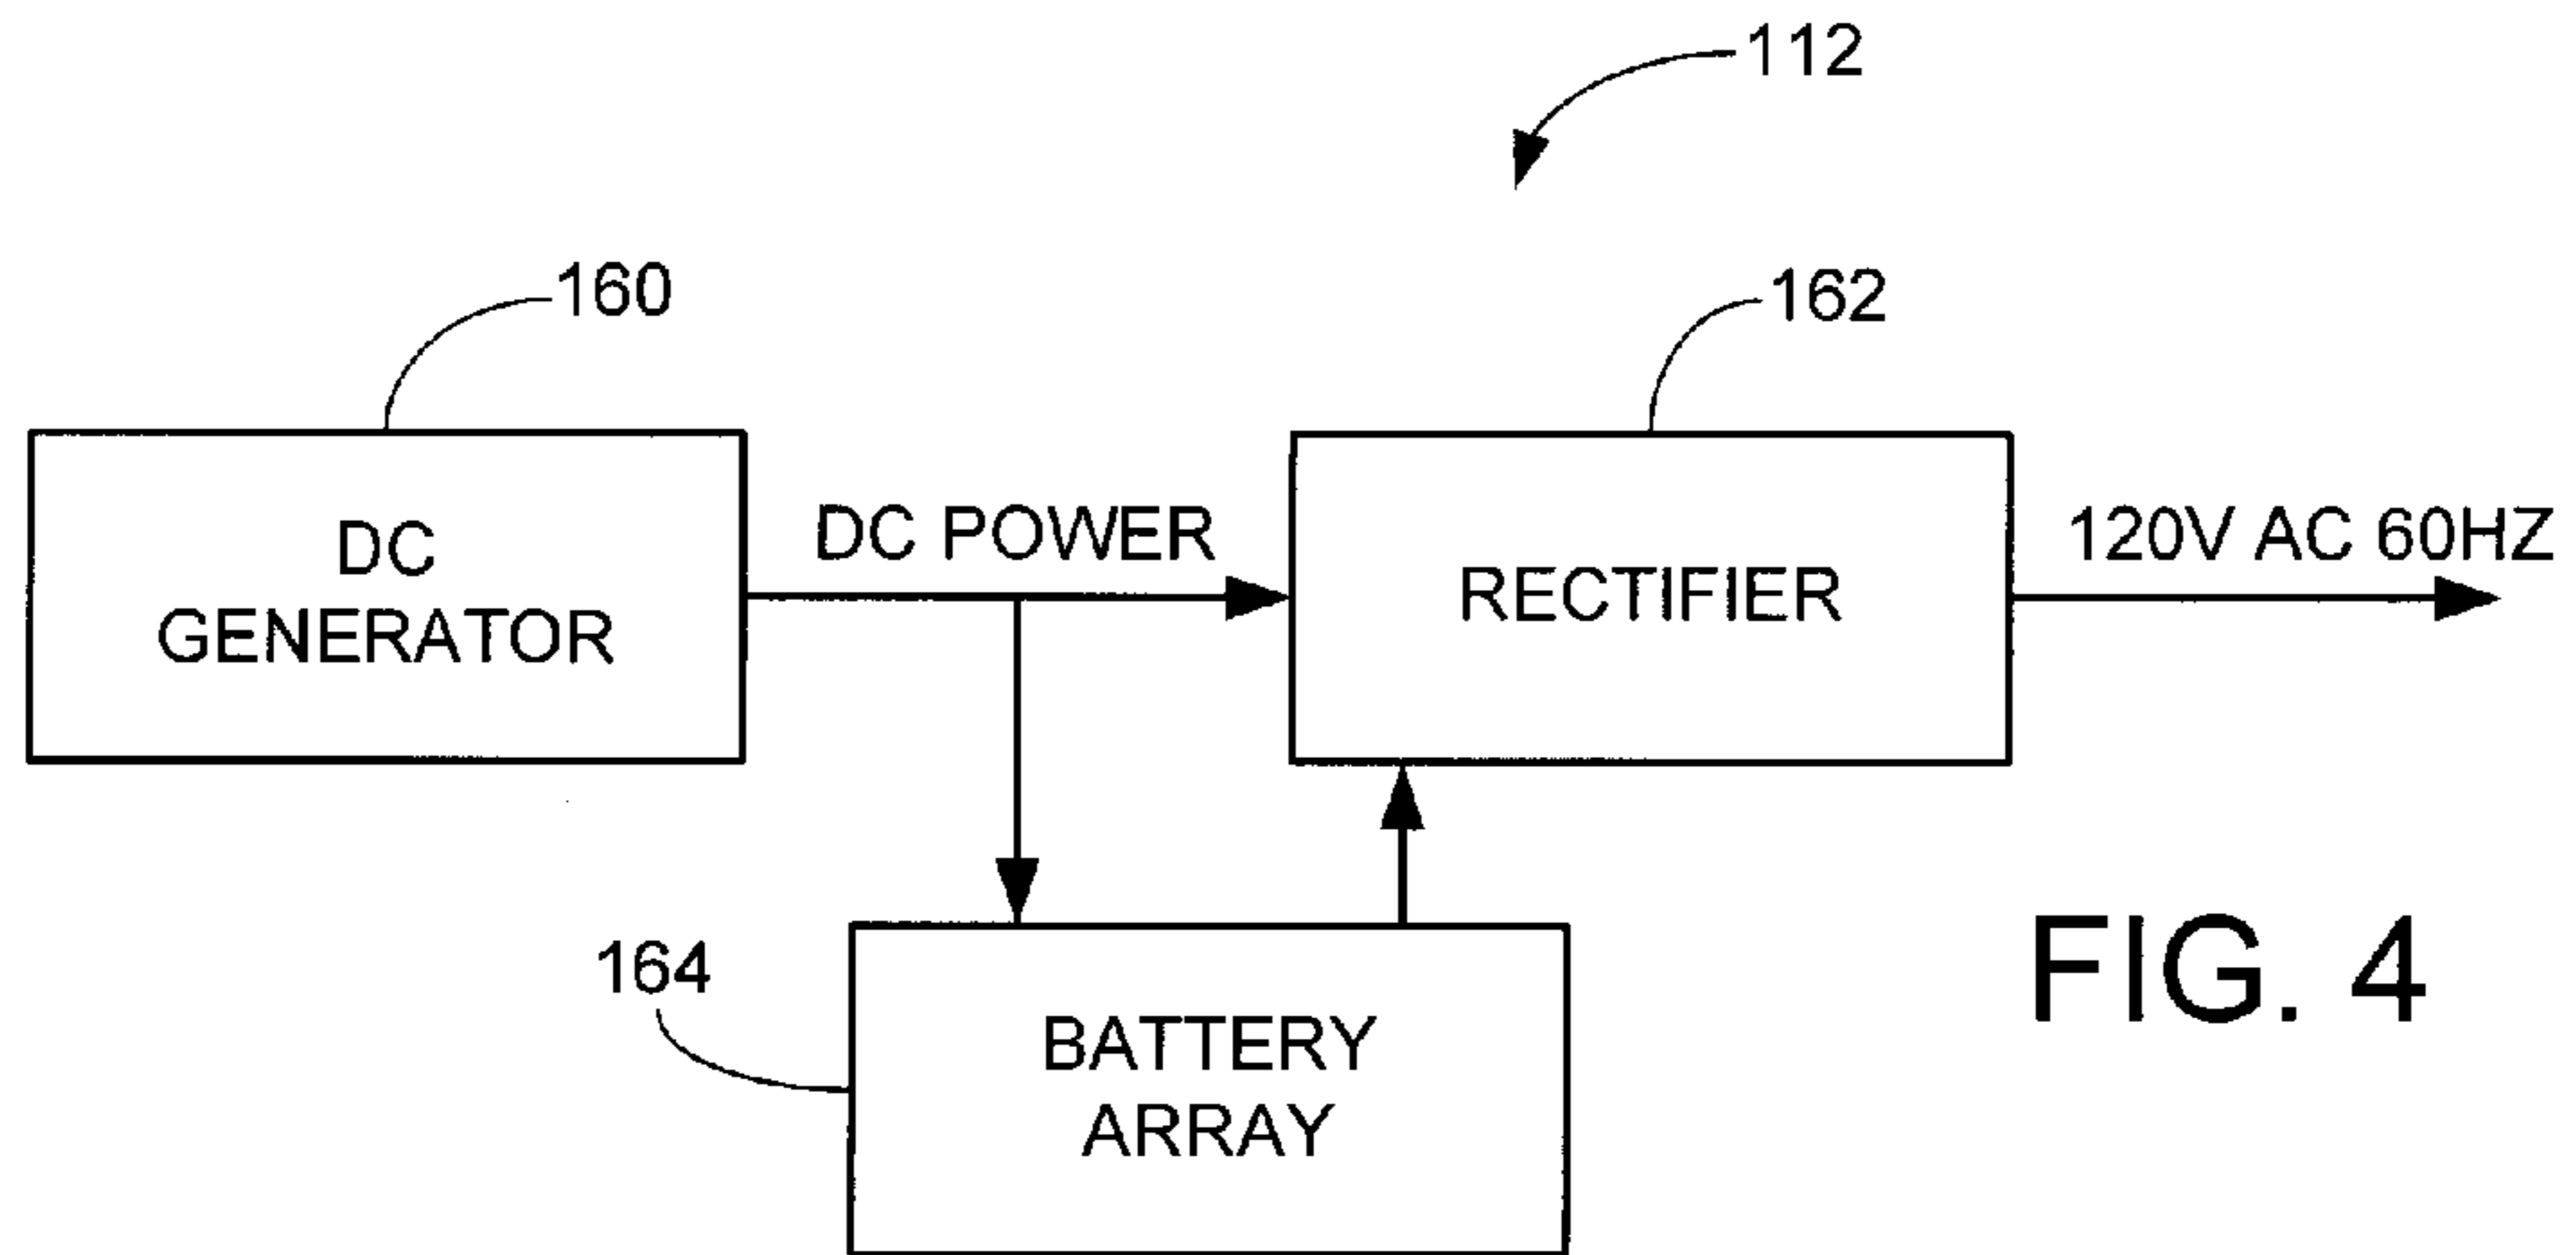 112
160
162
DC
GENERATOR
DC POWER
RECTIFIER
120V AC 60HZ
164
BATTERY
ARRAY
FIG. 4